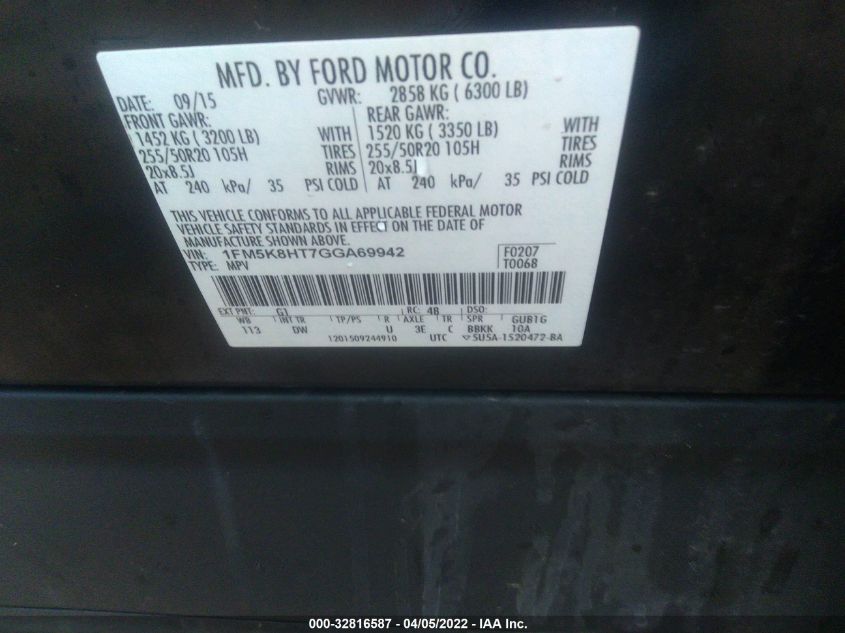 MFD. BY FORD MOTOR CO.
DATE: 09/15 GVWR: 2858 KG ( 6300 LB)
FRONT GAWR: REAR GAWR:
1452 KG ( 3200 LB) WITH 1520 KG ( 3350 LB) WITH
255/50R20 105H TIRES 255/50R20 105H TIRES
20x8.5J RIMS 20x8.5J RIMS
AT 240 kPa/ 35 PSI COLD AT 240 kPa/ 35 PSI COLD
THIS VEHICLE CONFORMS TO ALL APPLICABLE FEDERAL MOTOR
VEHICLE SAFETY STANDARDS IN EFFECT ON THE DATE OF
MANUFACTURE SHOWN ABOVE.
VIN: 1FM5K8HT7GGA69942 F0207
TYPE: MPV T0068
EXT PNT: G1 RC: 48 DSO:
WB INT TR TP/PS R AXLE TR SPR GUB1G
113 DW U 3E C BBKK 10A
1201509244910 UTC ▽5U5A-1520472-BA
000-32816587 - 04/05/2022 - IAA Inc.